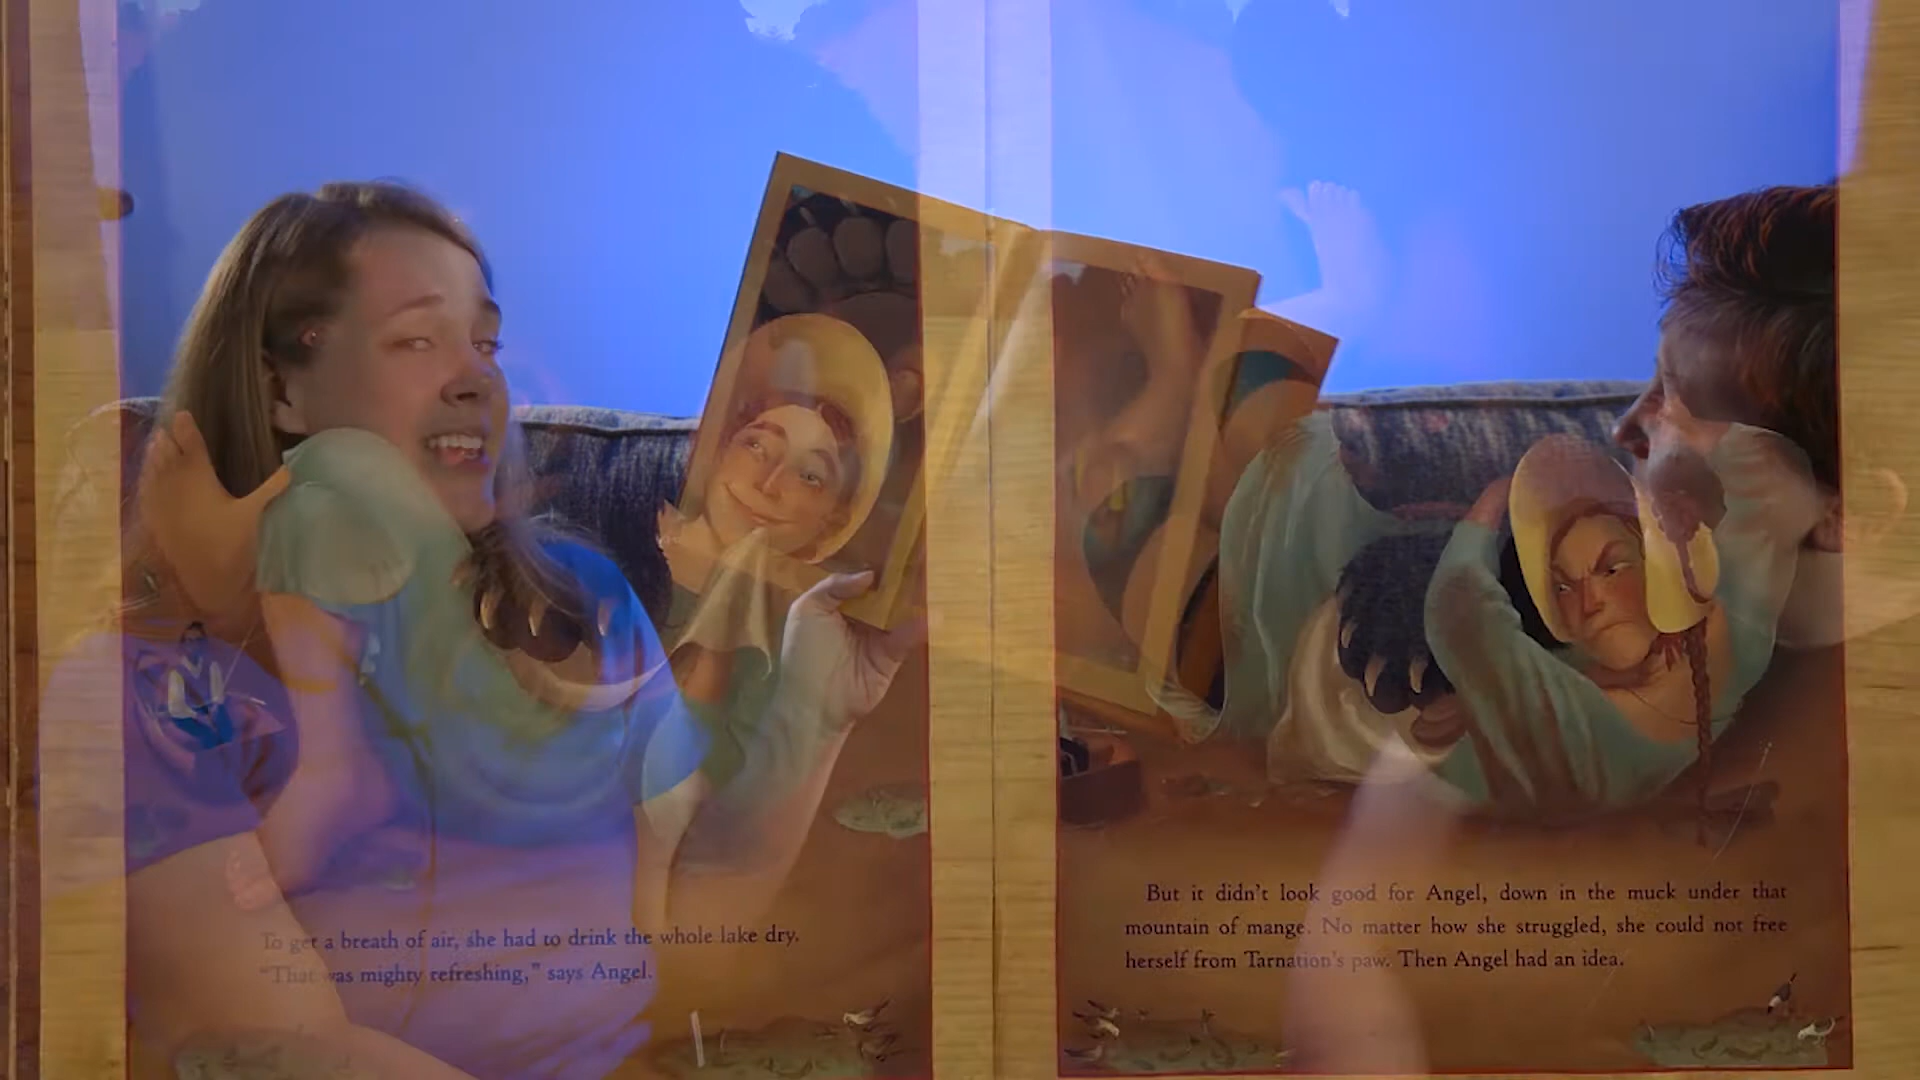 To get a breath of air, she had to drink the whole lake dry.
“That was mighty refreshing,” says Angel.
But it didn't look good for Angel, down in the muck under that
mountain of mange. No matter how she struggled, she could not free
herself from Tarnation's paw. Then Angel had an idea.